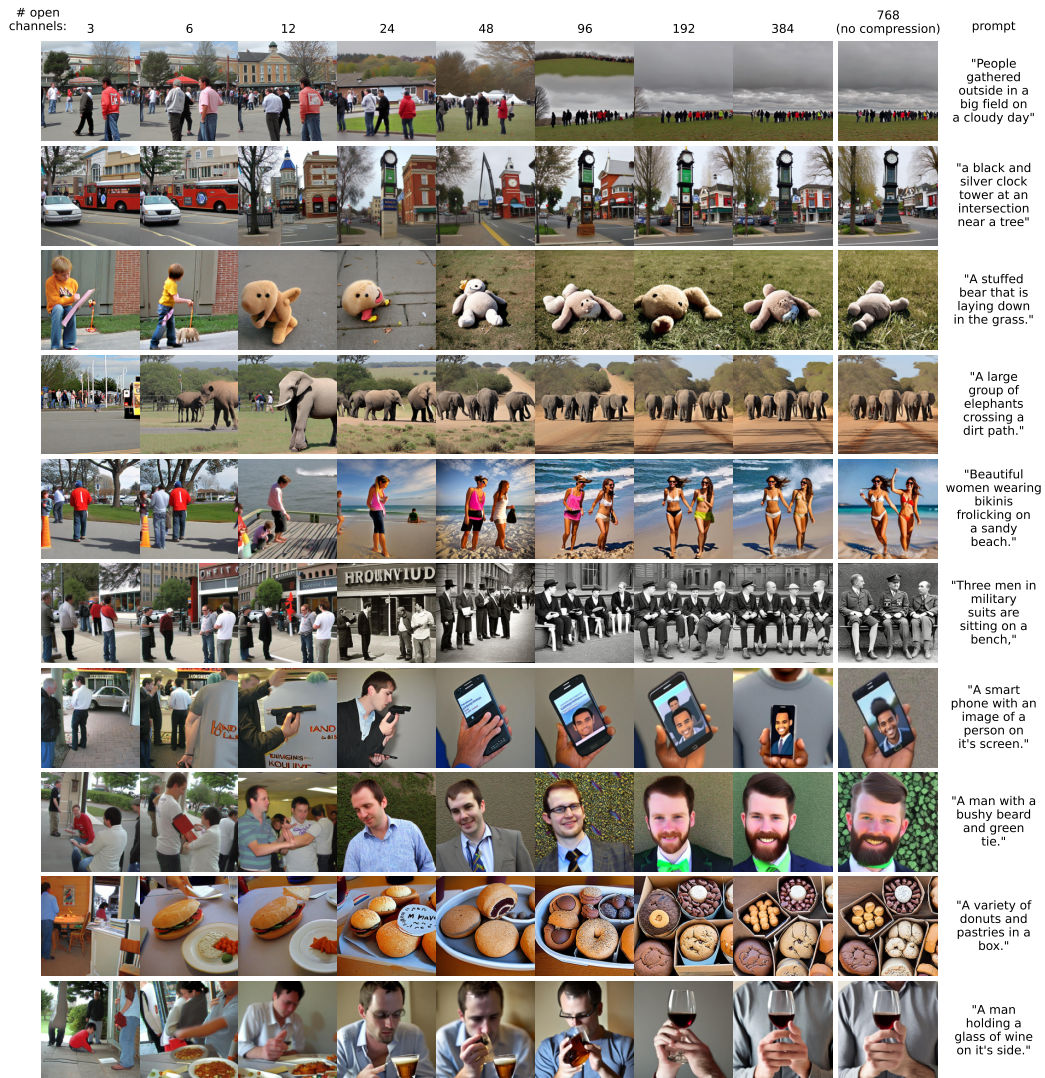 # open
channels:
3
6
12
24
48
96
192
384
768
(no compression)
prompt
"People
gathered
outside in a
big field on
a cloudy day"
"a black and
silver clock
tower at an
intersection
near a tree"
"A stuffed
bear that is
laying down
in the grass."
"A large
group of
elephants
crossing a
dirt path."
"Beautiful
women wearing
bikinis
frolicking on
a sandy
beach."
HROUNVIUD
"Three men in
military
suits are
sitting on a
bench,"
"A smart
phone with an
image of a
person on
it's screen."
"A man with a
bushy beard
and green
tie."
"A variety of
donuts and
pastries in a
box."
"A man
holding a
glass of wine
on it's side."